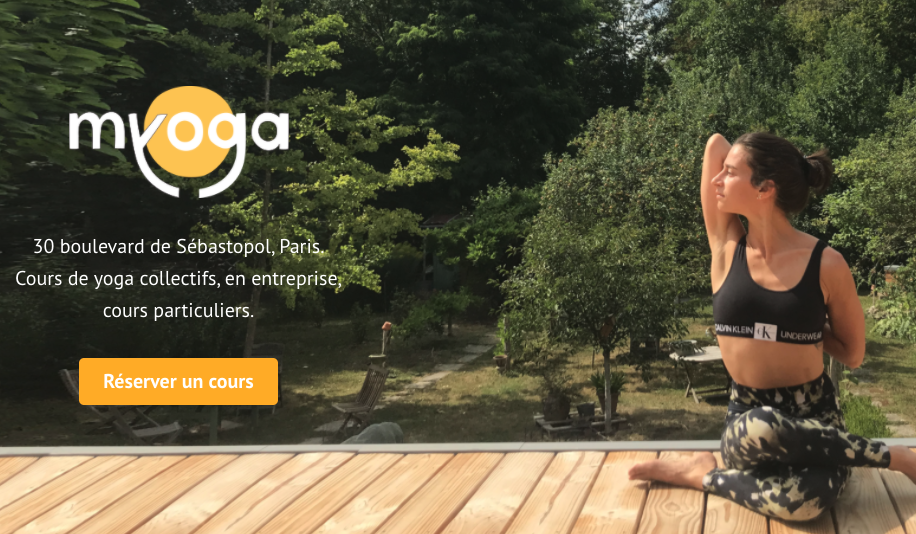 myoga
30 boulevard de Sébastopol, Paris.
Cours de yoga collectifs, en entreprise,
cours particuliers.
Réserver un cours
CALVIN KLEIN CK UNDERWEAR